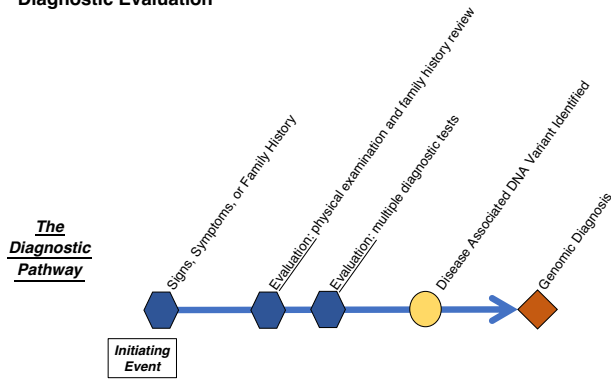 Diagnostic Evaluation
Signs, Symptoms, or Family History
Evaluation: physical examination and family history review
Evaluation: multiple diagnostic tests
Disease Associated DNA Variant Identified
Genomic Diagnosis
The
Diagnostic
Pathway
Initiating
Event